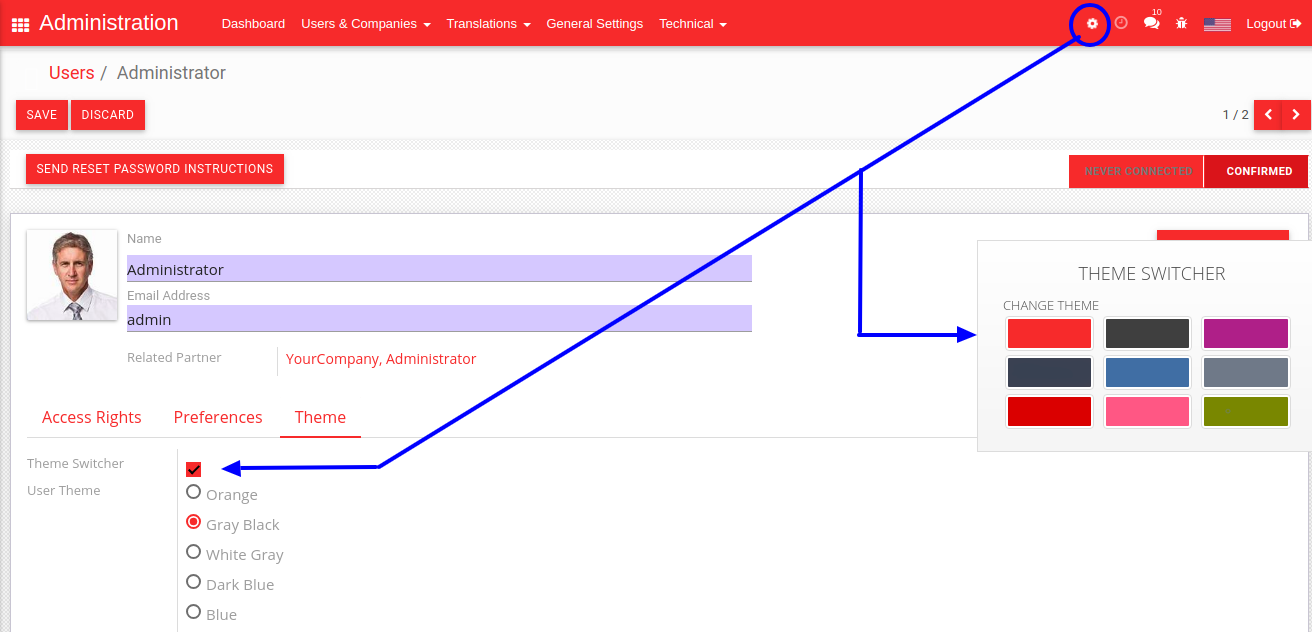 Administration Dashboard Users & Companies Translations General Settings Technical 10 Logout
Users / Administrator
SAVE DISCARD 1 / 2
SEND RESET PASSWORD INSTRUCTIONS NEVER CONNECTED CONFIRMED
Name
Administrator
Email Address
admin
Related Partner YourCompany, Administrator
THEME SWITCHER
CHANGE THEME
Access Rights Preferences Theme
Theme Switcher
User Theme
Orange
Gray Black
White Gray
Dark Blue
Blue